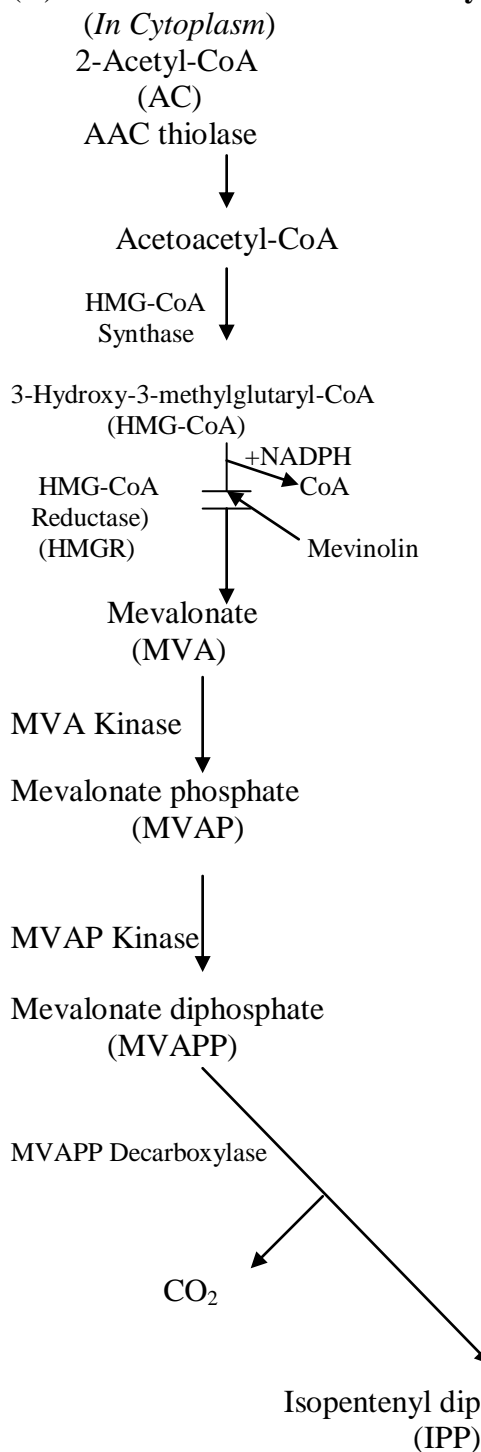 (In Cytoplasm)
2-Acetyl-CoA
(AC)
AAC thiolase
Acetoacetyl-CoA
HMG-CoA
Synthase
3-Hydroxy-3-methylglutaryl-CoA
(HMG-CoA)
+NADPH
CoA
HMG-CoA
Reductase)
(HMGR)
Mevinolin
Mevalonate
(MVA)
MVA Kinase
Mevalonate phosphate
(MVAP)
MVAP Kinase
Mevalonate diphosphate
(MVAPP)
MVAPP Decarboxylase
CO₂
Isopentenyl dip
(IPP)